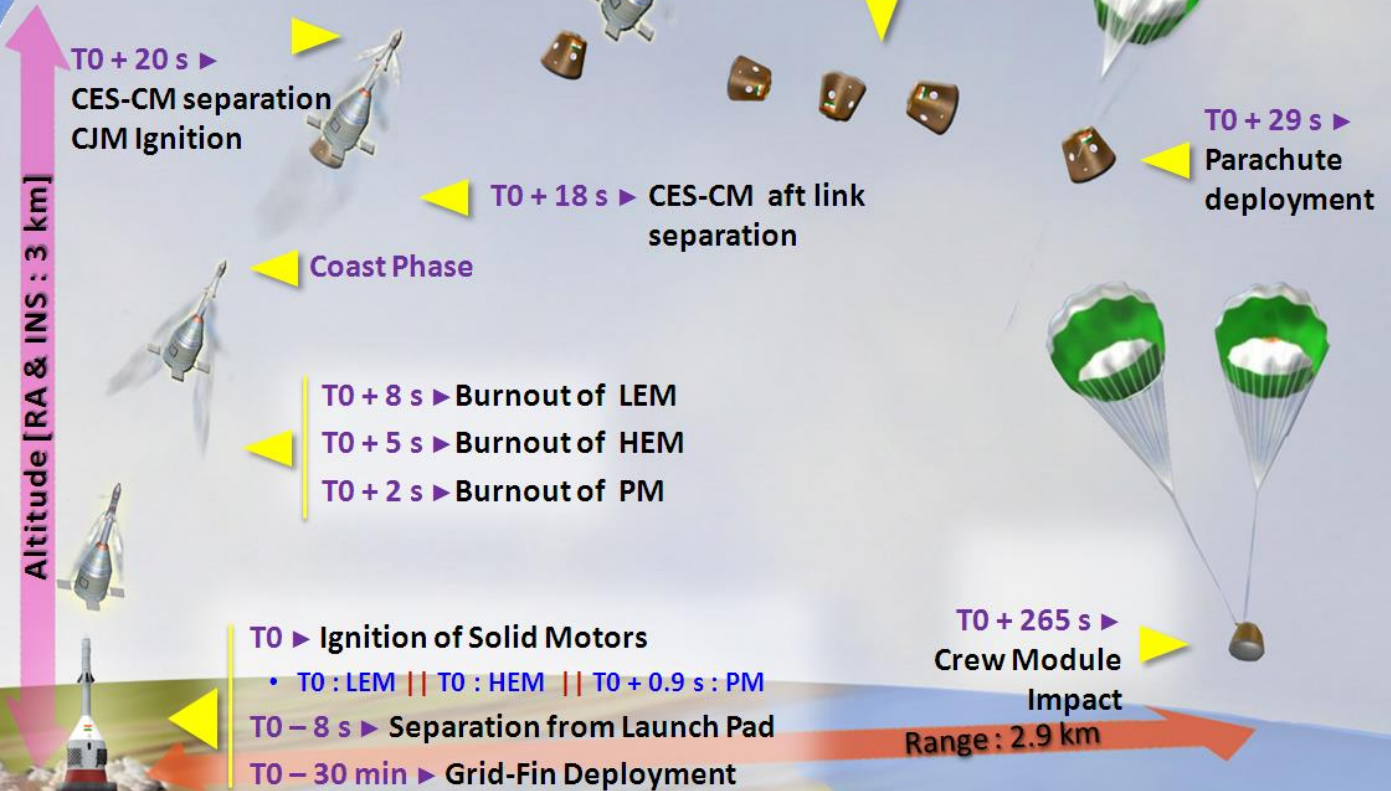 T0 + 20 s ►
CES-CM separation
CJM Ignition
T0 + 29 s ►
Parachute
deployment
T0 + 18 s ► CES-CM aft link
separation
Coast Phase
Altitude [RA & INS : 3 km]
T0 + 8 s ►Burnout of LEM
T0 + 5 s ►Burnout of HEM
T0 + 2 s ►Burnout of PM
T0 ► Ignition of Solid Motors
• T0 : LEM || T0 : HEM || T0 + 0.9 s : PM
T0 – 8 s ► Separation from Launch Pad
T0 – 30 min ► Grid-Fin Deployment
T0 + 265 s ►
Crew Module
Impact
Range : 2.9 km